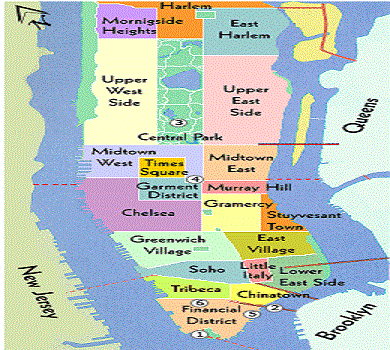 Harlem
Morningside
Heights
East
Harlem
Upper
West
Side
Upper
East
Side
Queens
3
Central Park
Midtown
West
Times
Square
Midtown
East
4
Garment
District
Murray Hill
Chelsea
Gramercy
Stuyvesant
Town
Greenwich
Village
East
Village
Soho
Little
Italy
Lower
East Side
New Jersey
Tribeca
Chinatown
6
Financial
District
5
2
1
Brooklyn